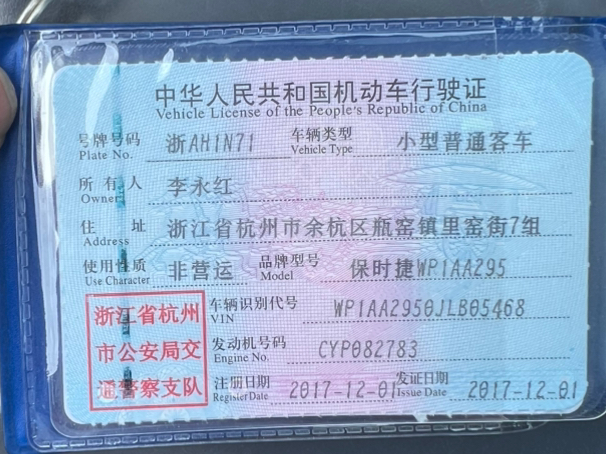 中华人民共和国机动车行驶证
Vehicle License of the People's Republic of China
号牌号码 浙AH1N71 车辆类型 小型普通客车
Plate No. Vehicle Type
所有人 李永红
Owner
住址 浙江省杭州市余杭区瓶窑镇里窑街7组
Address
使用性质 非营运 品牌型号 保时捷WP1AA295
Use Character Model
浙江省杭州 车辆识别代号 WP1AA2950JLB05468
VIN
市公安局交 发动机号码 CYP082783
Engine No.
通警察支队 注册日期 2017-12-01 发证日期 2017-12-01
Register Date Issue Date